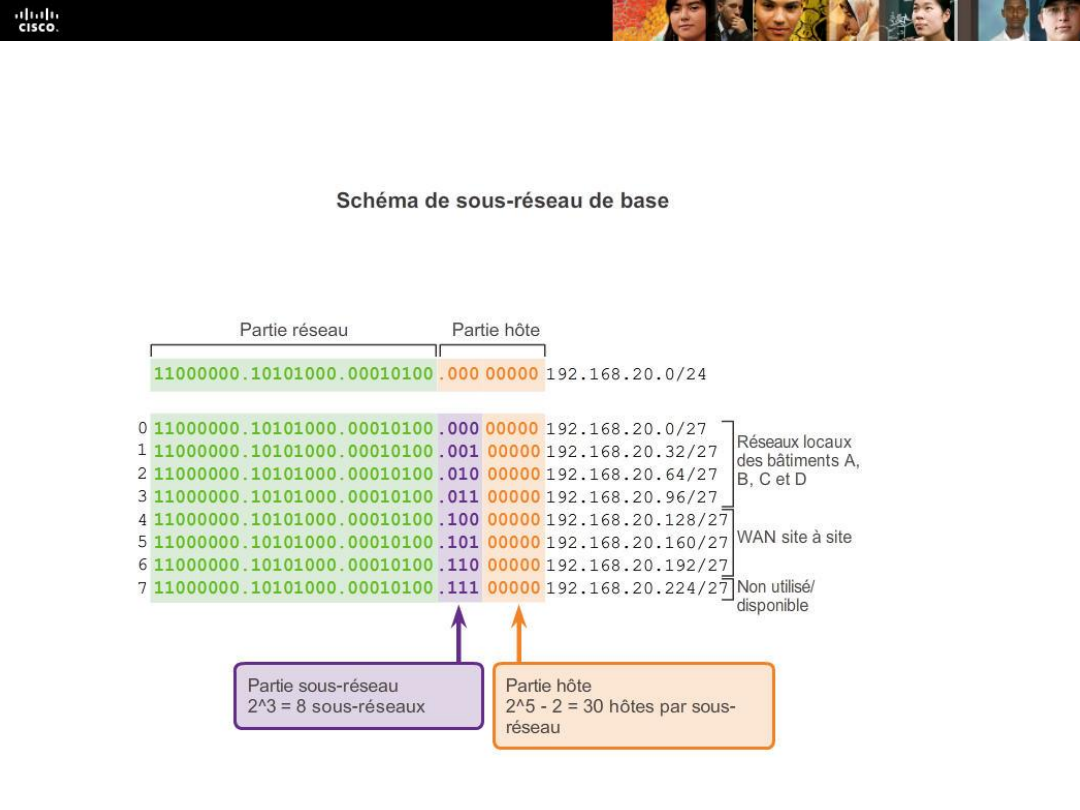 CISCO.
Schéma de sous-réseau de base
Partie réseau Partie hôte
11000000.10101000.00010100 .000 00000 192.168.20.0/24
0 11000000.10101000.00010100 .000 00000 192.168.20.0/27
1 11000000.10101000.00010100 .001 00000 192.168.20.32/27
2 11000000.10101000.00010100 .010 00000 192.168.20.64/27
3 11000000.10101000.00010100 .011 00000 192.168.20.96/27
Réseaux locaux
des bâtiments A,
B, C et D
4 11000000.10101000.00010100 .100 00000 192.168.20.128/27
5 11000000.10101000.00010100 .101 00000 192.168.20.160/27
6 11000000.10101000.00010100 .110 00000 192.168.20.192/27
WAN site à site
7 11000000.10101000.00010100 .111 00000 192.168.20.224/27
Non utilisé/
disponible
Partie sous-réseau
2^3 = 8 sous-réseaux
Partie hôte
2^5 - 2 = 30 hôtes par sous-
réseau